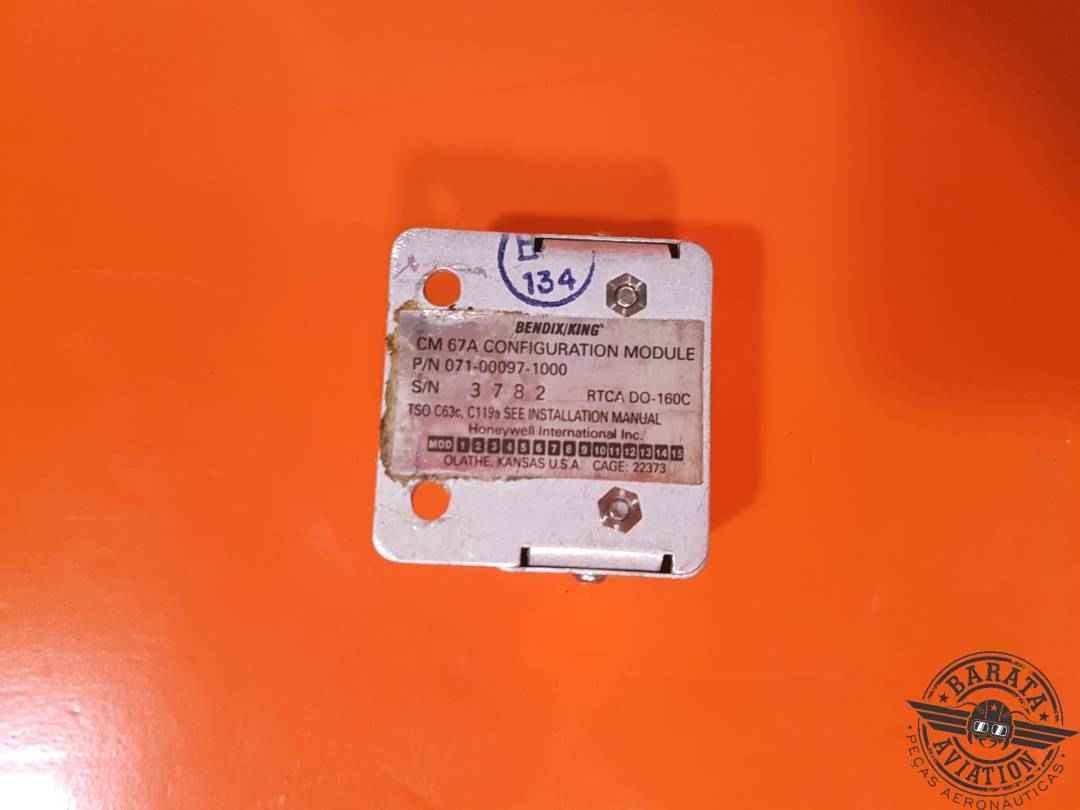 134
BENDIX/KING®
CM 67A CONFIGURATION MODULE
P/N 071-00097-1000
S/N 3782 RTCA DO-160C
TSO C63c, C119a SEE INSTALLATION MANUAL
Honeywell International Inc.
MOD 1 2 3 4 5 6 7 8 9 10 11 12 13 14 15
OLATHE, KANSAS U.S.A. CAGE: 22373
BARATA
AVIATION
PEÇAS AERONÁUTICAS